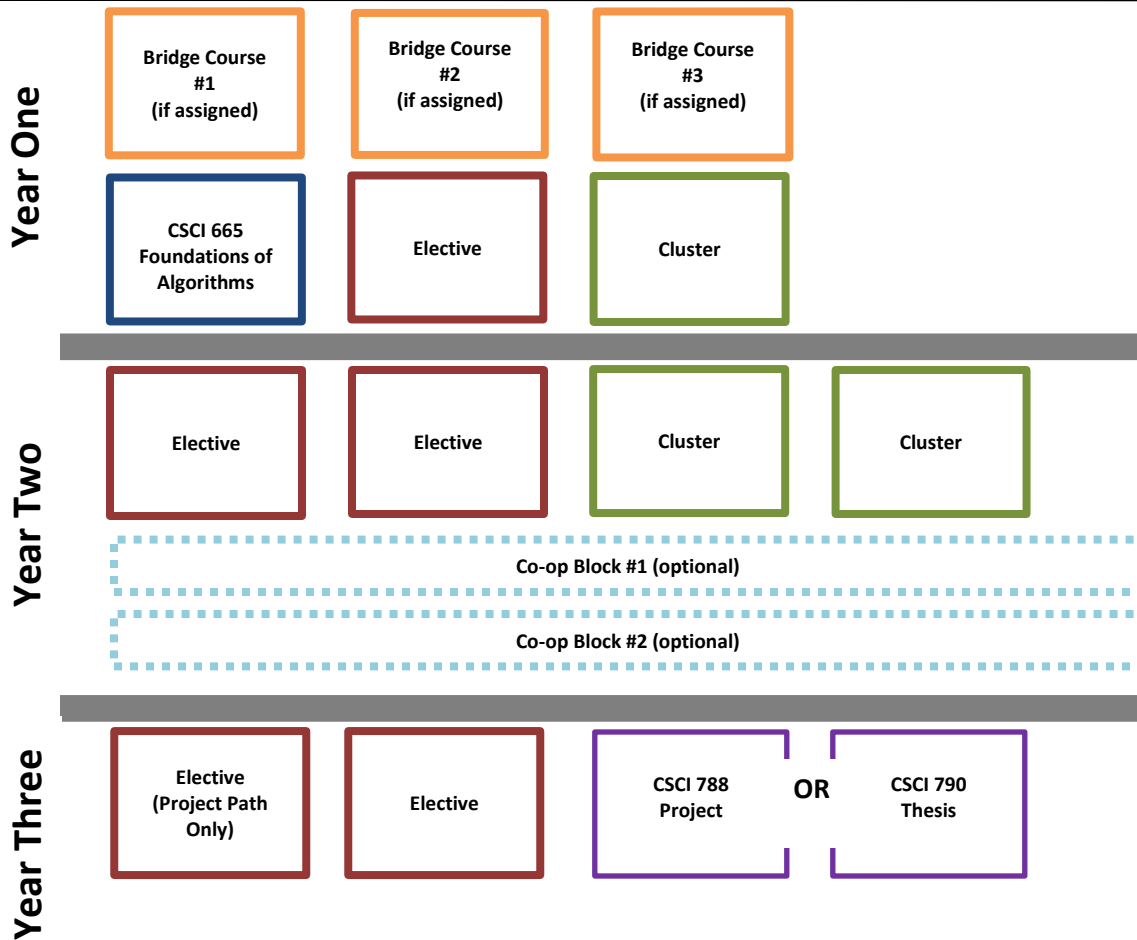 Year One
Bridge Course
#1
(if assigned)
Bridge Course
#2
(if assigned)
Bridge Course
#3
(if assigned)
CSCI 665
Foundations of
Algorithms
Elective
Cluster
Year Two
Elective
Elective
Cluster
Cluster
Co-op Block #1 (optional)
Co-op Block #2 (optional)
Year Three
Elective
(Project Path
Only)
Elective
CSCI 788
Project
OR
CSCI 790
Thesis